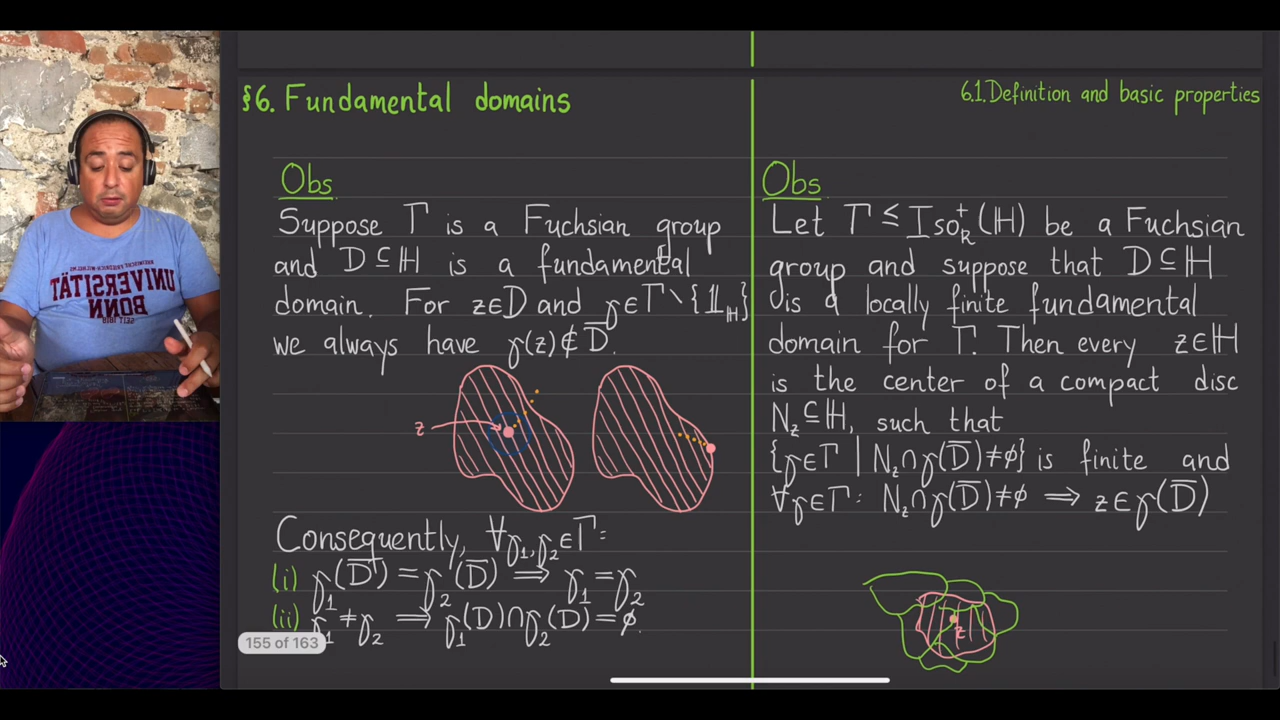 §6. Fundamental domains
6.1. Definition and basic properties
Obs
Suppose Γ is a Fuchsian group
and D ⊆ ℍ is a fundamental
domain. For z∈D and γ∈Γ∖{𝟙_ℍ}
we always have γ(z)∉D̅.
z
Consequently, ∀γ₁,γ₂∈Γ:
(i) γ₁(D̅) = γ₂(D̅) ⟹ γ₁=γ₂
(ii) γ₁≠γ₂ ⟹ γ₁(D)∩γ₂(D)=∅.
155 of 163
Obs
Let Γ ≤ Iso⁺_ℝ(ℍ) be a Fuchsian
group and suppose that D⊆ℍ
is a locally finite fundamental
domain for Γ. Then every z∈ℍ
is the center of a compact disc
N_z⊆ℍ, such that
{γ∈Γ | N_z∩γ(D̅)≠∅} is finite and
∀γ∈Γ: N_z∩γ(D̅)≠∅ ⟹ z∈γ(D̅)
z
UNIVERSITÄT
BONN